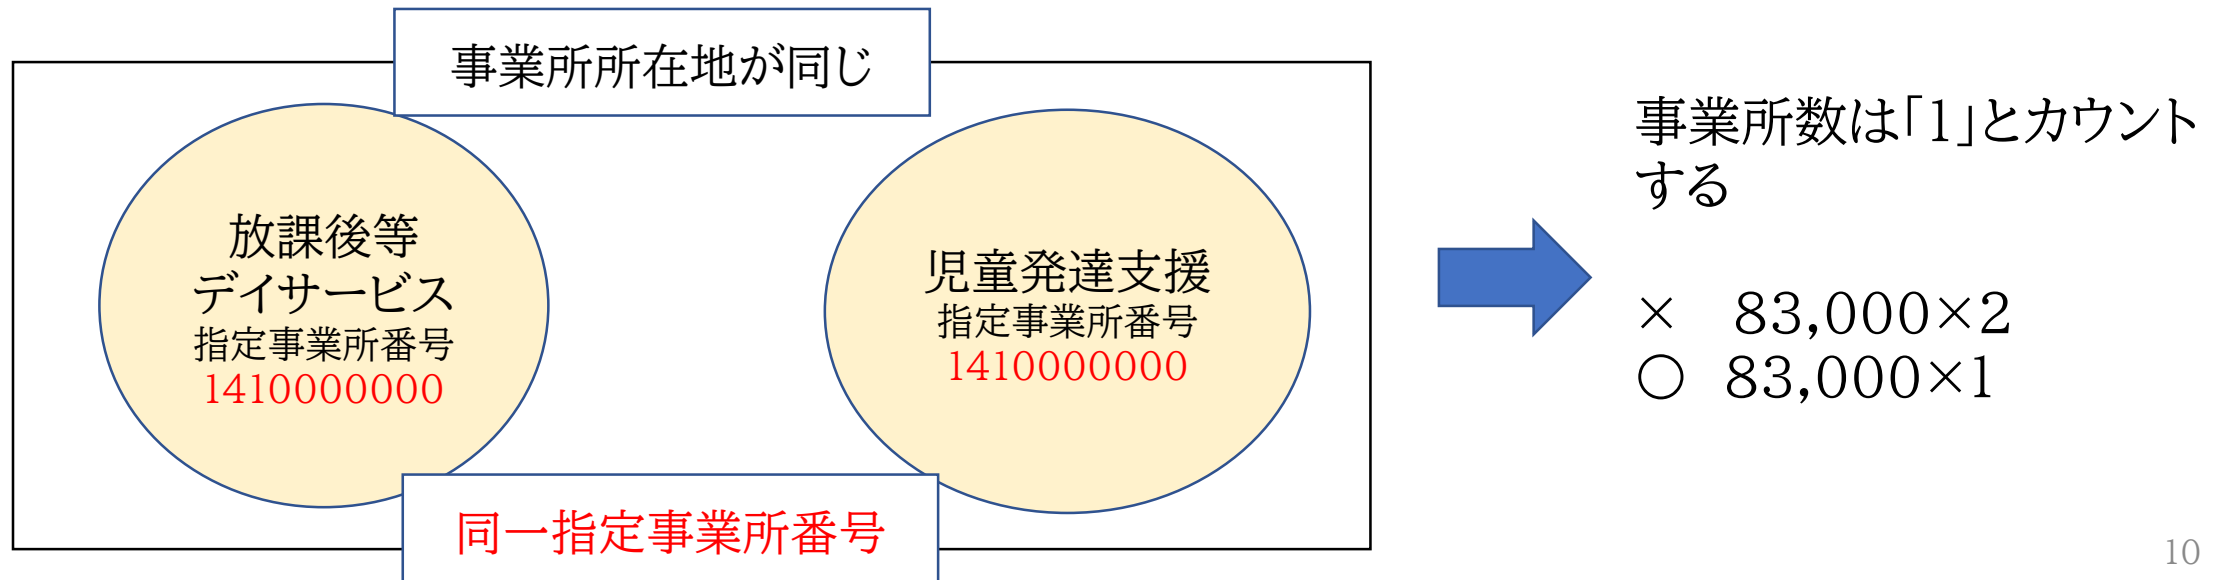 事業所所在地が同じ
放課後等
デイサービス
指定事業所番号
1410000000
児童発達支援
指定事業所番号
1410000000
同一指定事業所番号
事業所数は「1」とカウント
する
×　83,000×2
○　83,000×1
10